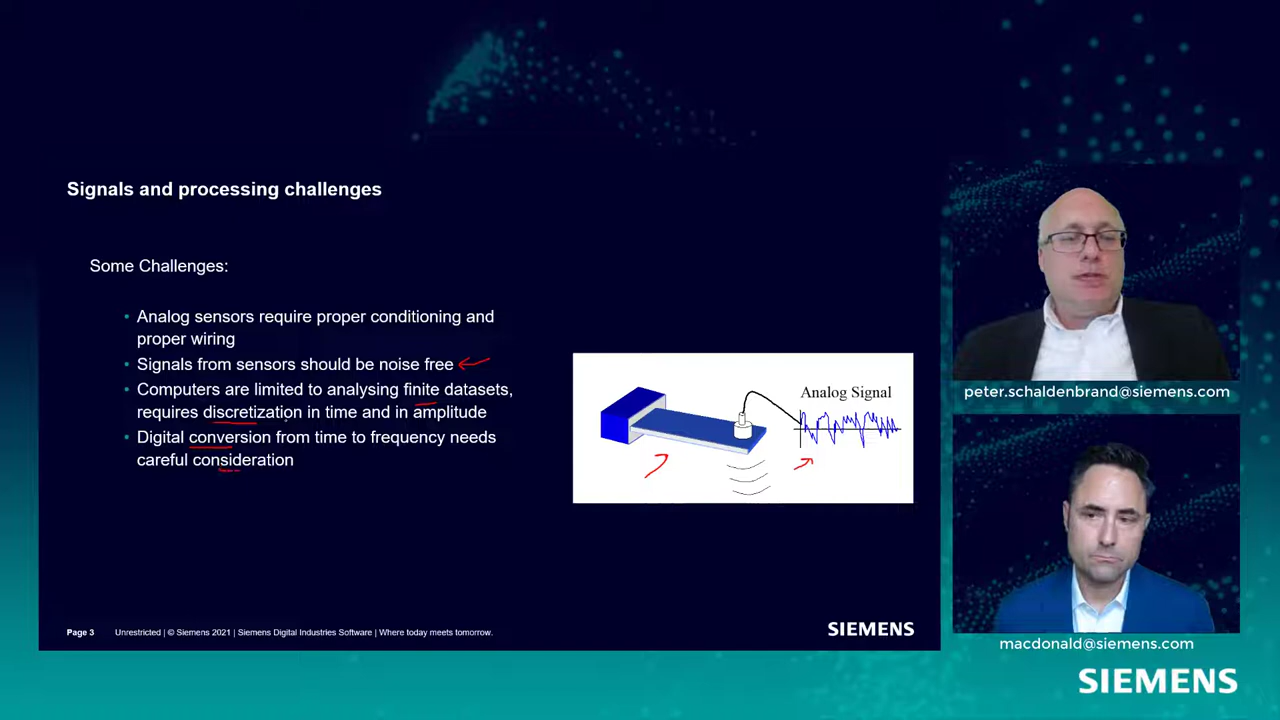 Signals and processing challenges
Some Challenges:
• Analog sensors require proper conditioning and
proper wiring
• Signals from sensors should be noise free
• Computers are limited to analysing finite datasets,
requires discretization in time and in amplitude
• Digital conversion from time to frequency needs
careful consideration
Analog Signal
Page 3 Unrestricted | © Siemens 2021 | Siemens Digital Industries Software | Where today meets tomorrow.
SIEMENS
peter.schaldenbrand@siemens.com
macdonald@siemens.com
SIEMENS